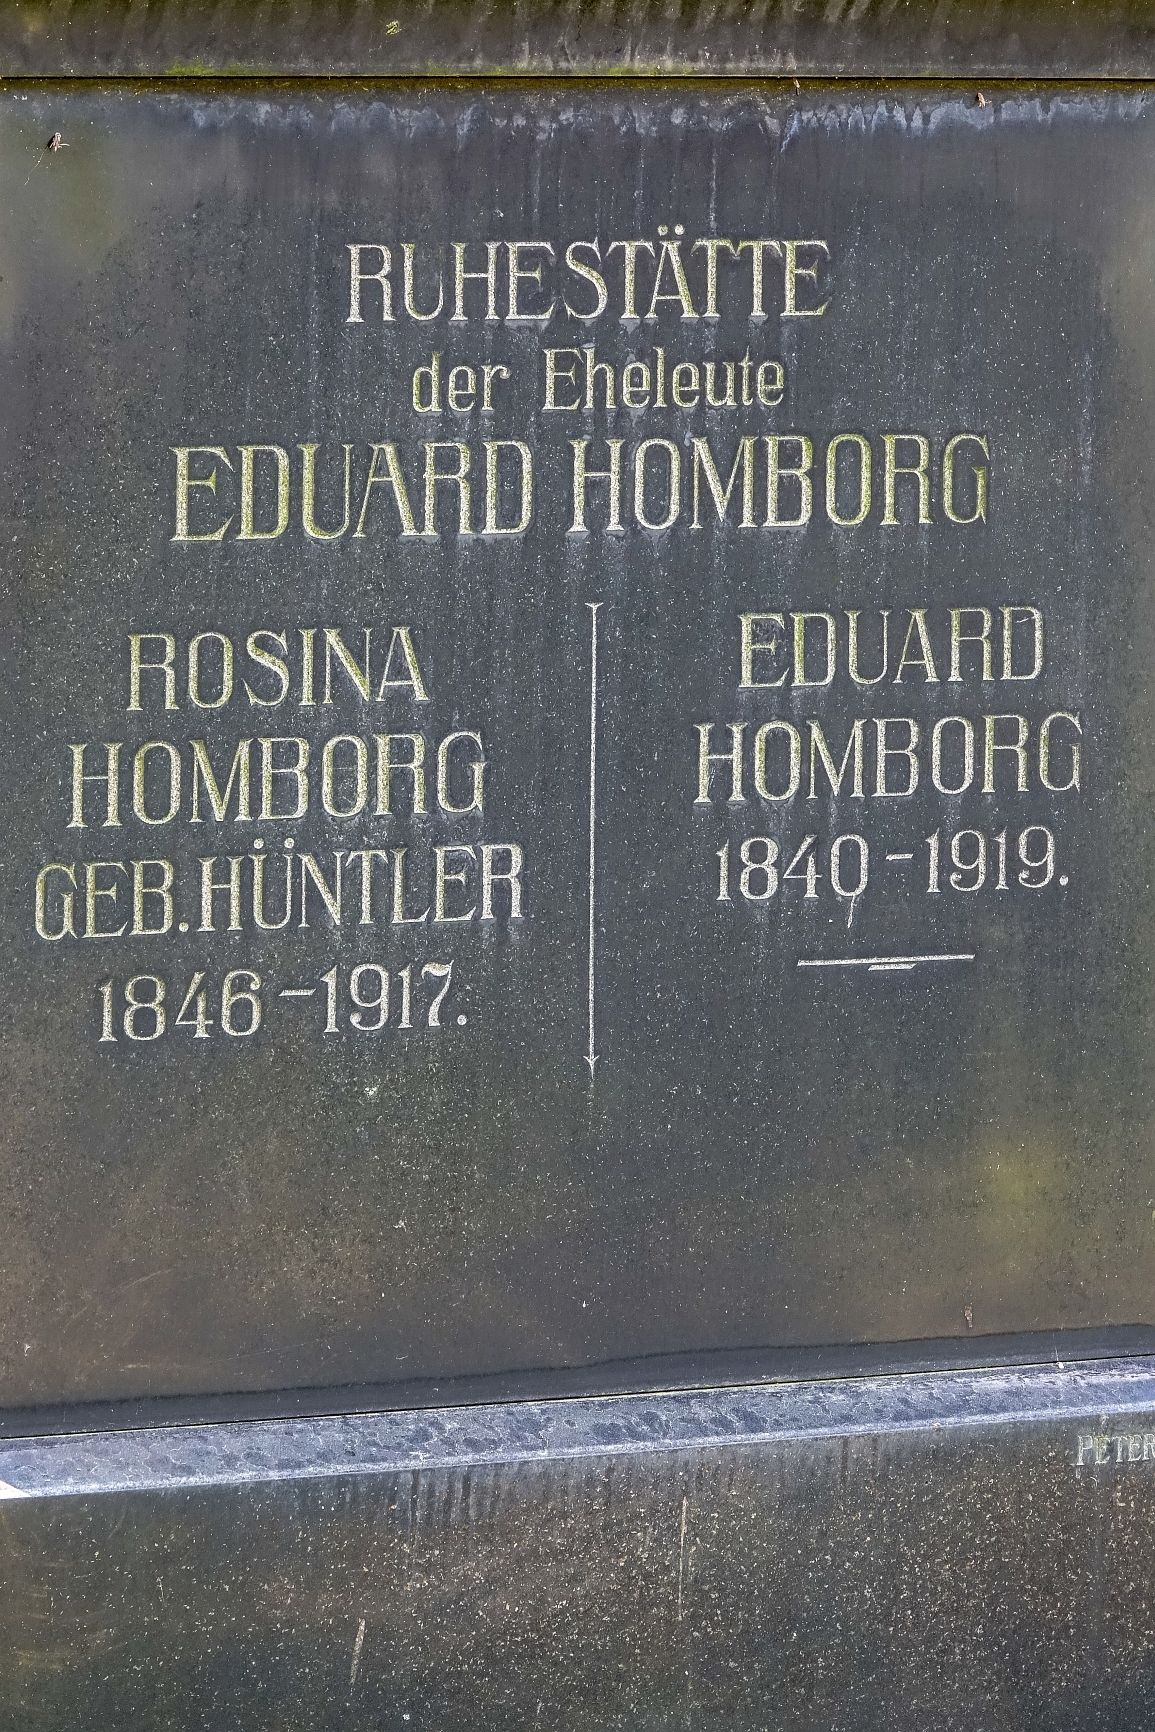 RUHESTÄTTE
der Eheleute
EDUARD HOMBORG
ROSINA
HOMBORG
GEB. HÜNTLER
1846 - 1917.
EDUARD
HOMBORG
1840 - 1919.
PETER